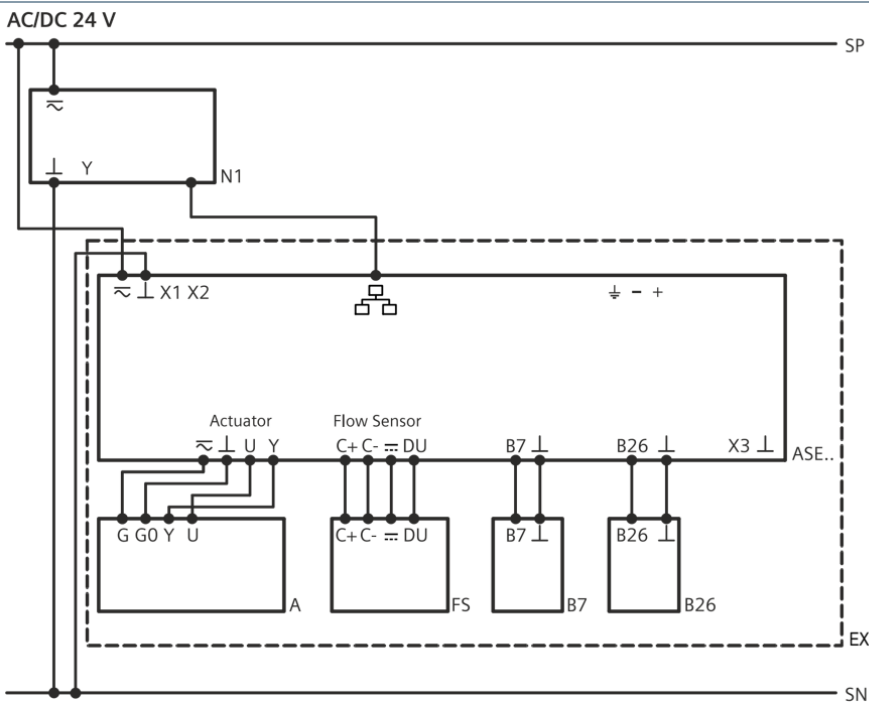 AC/DC 24 V
SP
Y
N1
X1 X2
- +
Actuator Flow Sensor
U Y C+ C- DU B7 B26 X3
ASE..
G G0 Y U C+ C- DU B7 B26
A FS B7 B26
EX
SN